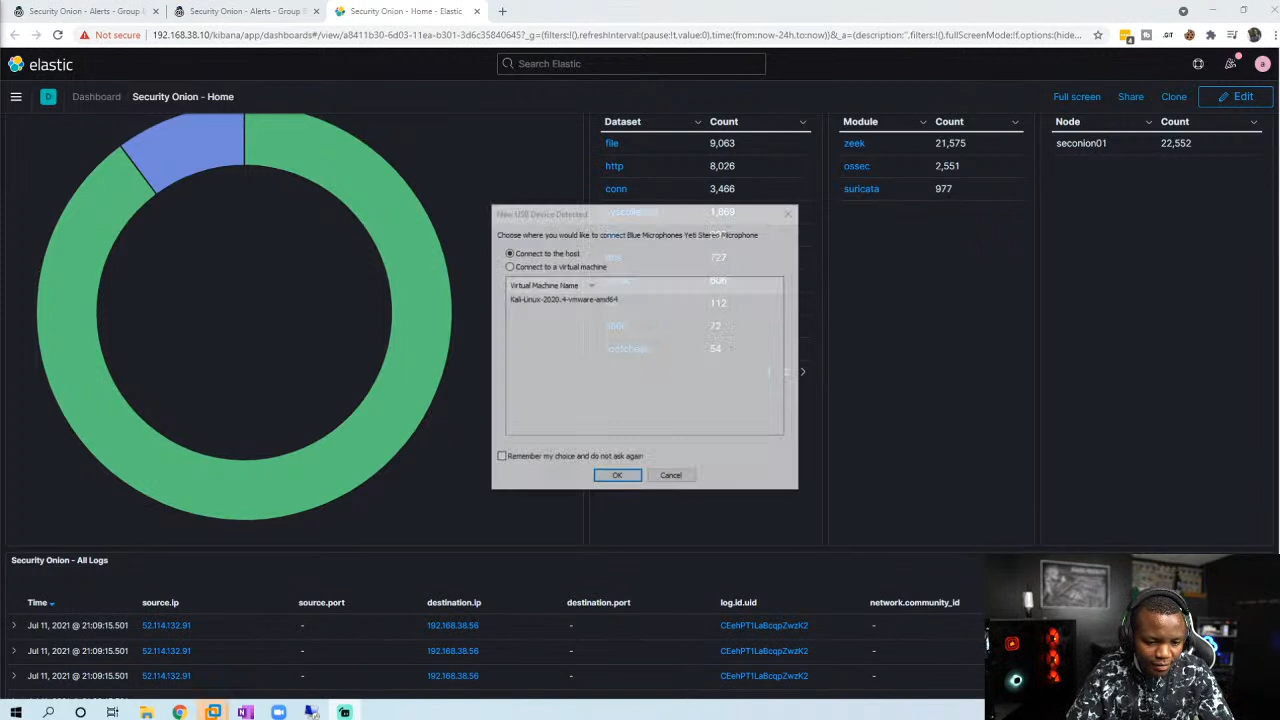 Security Onion - Alerts - Group
Security Onion - Alerts - Group
Security Onion - Home - Elastic
Not secure
192.168.38.10/kibana/app/dashboards#/view/a8411b30-6d03-11ea-b301-3d6c35840645?_g=(filters:!(),refreshInterval:(pause:!t,value:0),time:(from:now-24h,to:now))&_a=(description:'',filters:!(),fullScreenMode:!f,options:(hide...
elastic
Search Elastic
a
D
Dashboard
Security Onion - Home
Full screen
Share
Clone
Edit
Dataset Count
file 9,063
http 8,026
conn 3,466
1,869
727
606
112
72
54
Module Count
zeek 21,575
ossec 2,551
suricata 977
Node Count
seconion01 22,552
New USB Device Detected
Choose where you would like to connect Blue Microphones Yeti Stereo Microphone
Connect to the host
Connect to a virtual machine
Virtual Machine Name
Kali-Linux-2020.4-vmware-amd64
Remember my choice and do not ask again
OK
Cancel
Security Onion - All Logs
Time source.ip source.port destination.ip destination.port log.id.uid network.community_id
Jul 11, 2021 @ 21:09:15.501 52.114.132.91 - 192.168.38.56 - CEehPT1LaBcqpZwzK2 -
Jul 11, 2021 @ 21:09:15.501 52.114.132.91 - 192.168.38.56 - CEehPT1LaBcqpZwzK2 -
Jul 11, 2021 @ 21:09:15.501 52.114.132.91 - 192.168.38.56 - CEehPT1LaBcqpZwzK2 -